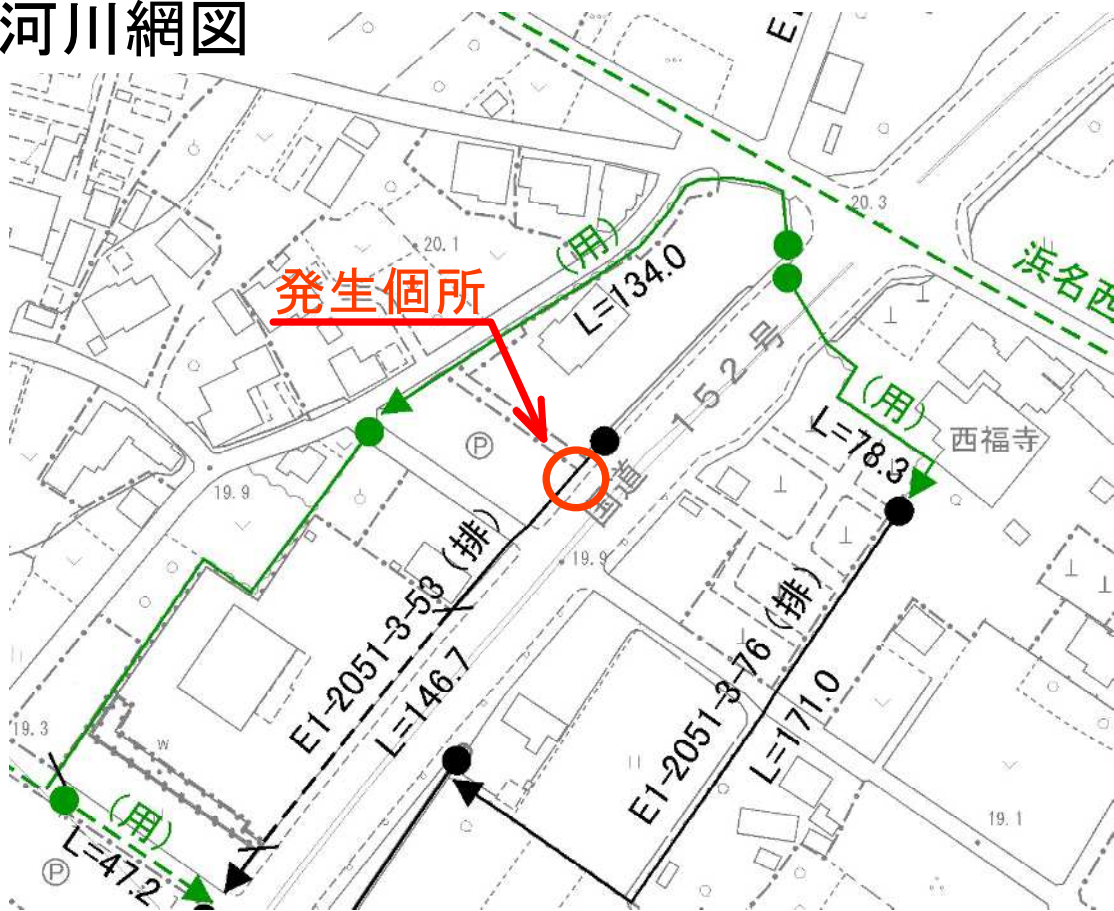 河川網図
E
20.3
20.1
(用)
L=134.0
浜名西
発生個所
国道152号
(用)
L=78.3
西福寺
P
19.9
19.9
E1-2051-3-53(排)
L=146.7
E1-2051-3-76(排)
L=171.0
19.3
W
19.1
(用)
L=47.2
P